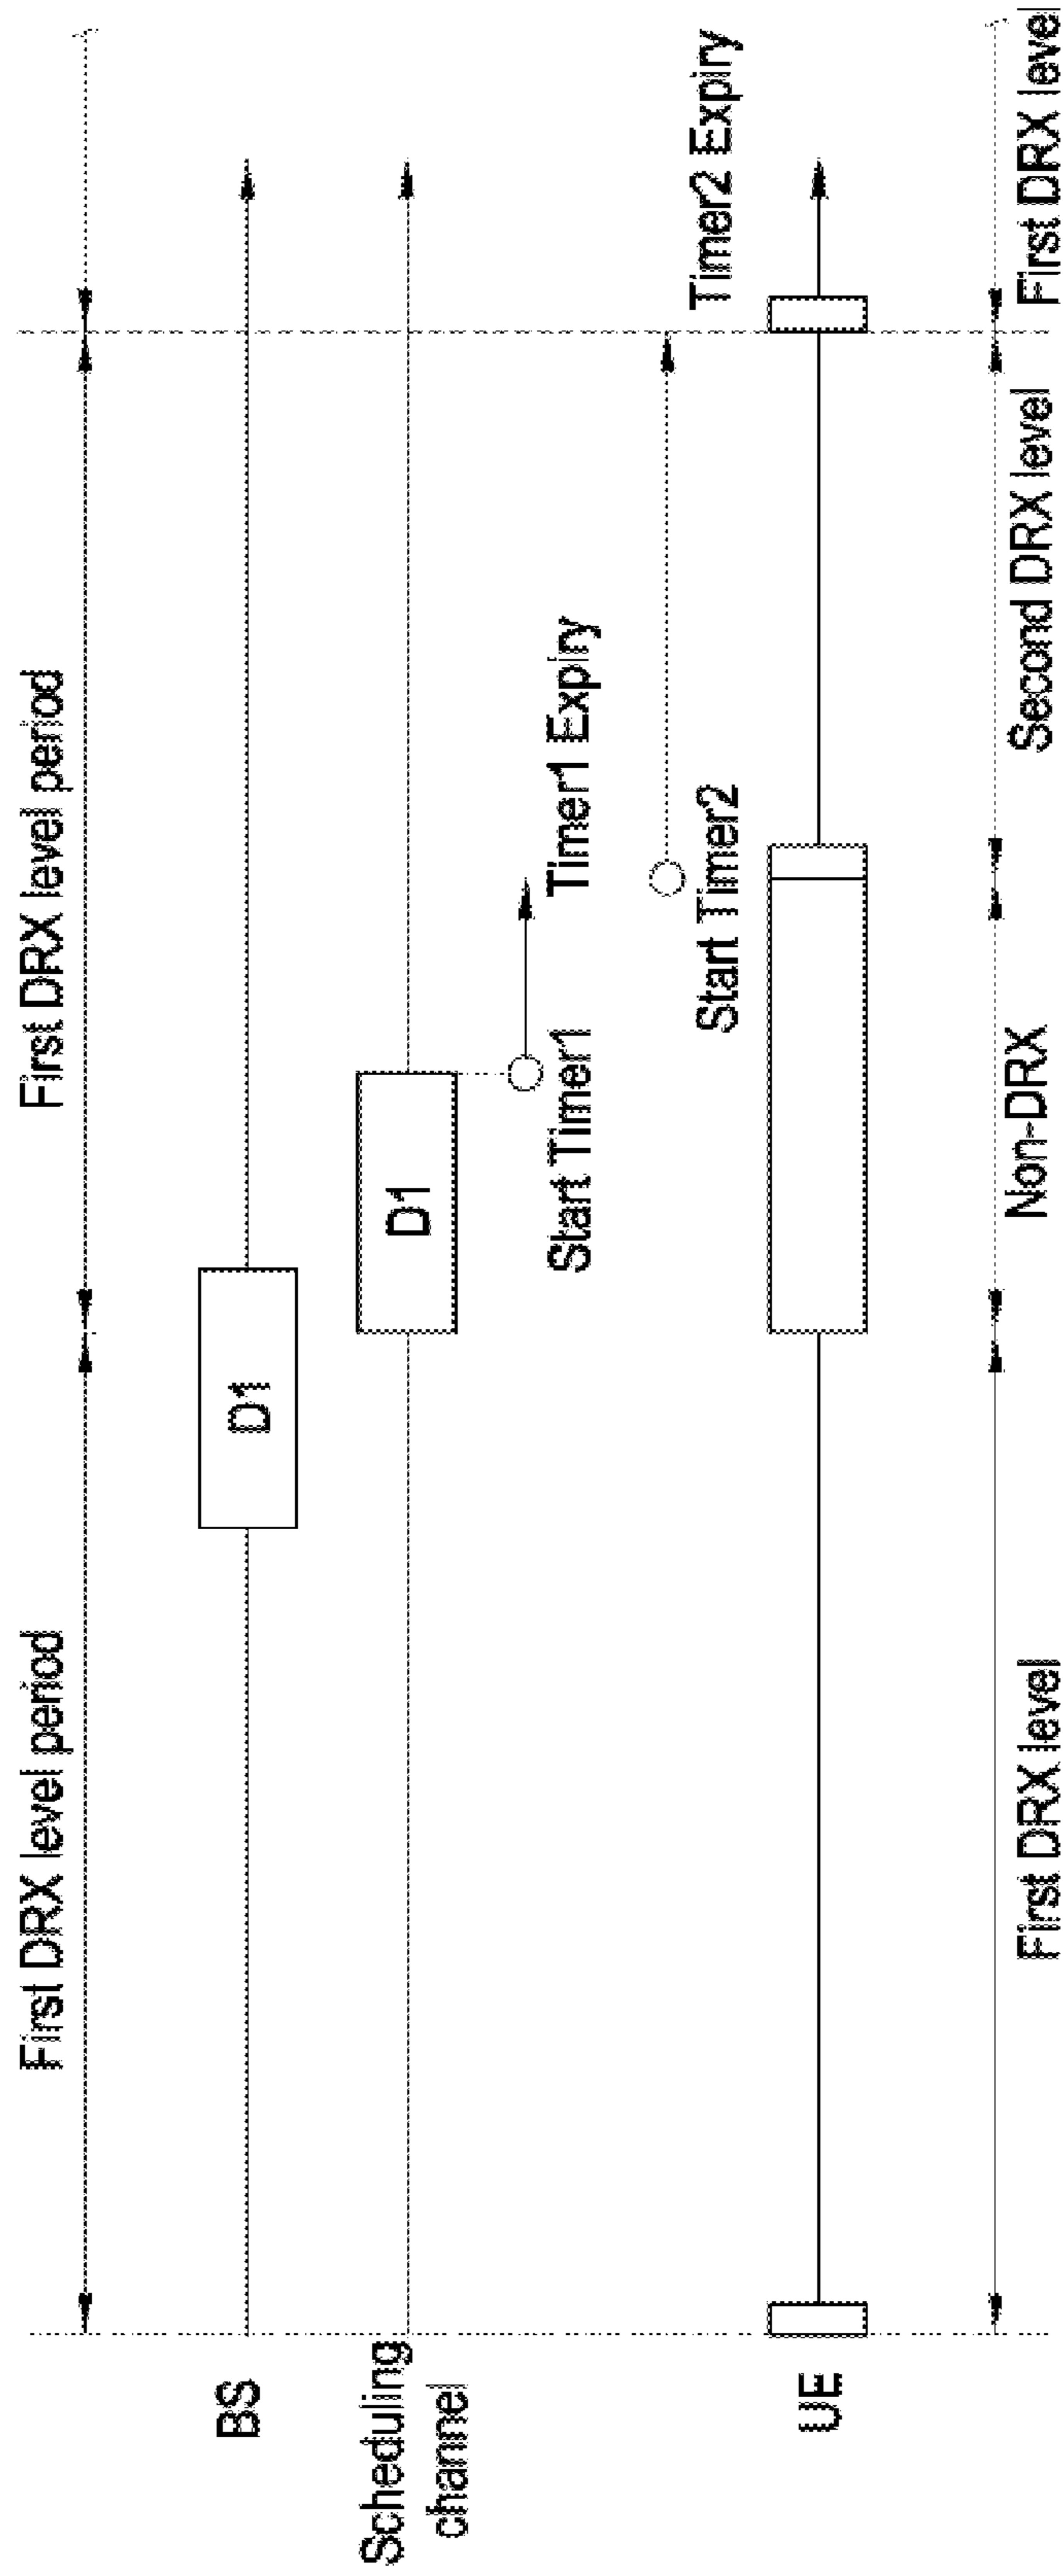 First DRX level period
First DRX level period
BS
D1
Scheduling
channel
D1
Start Timer1
Timer1 Expiry
Start Timer2
Timer2 Expiry
UE
First DRX level
Non-DRX
Second DRX level
First DRX level